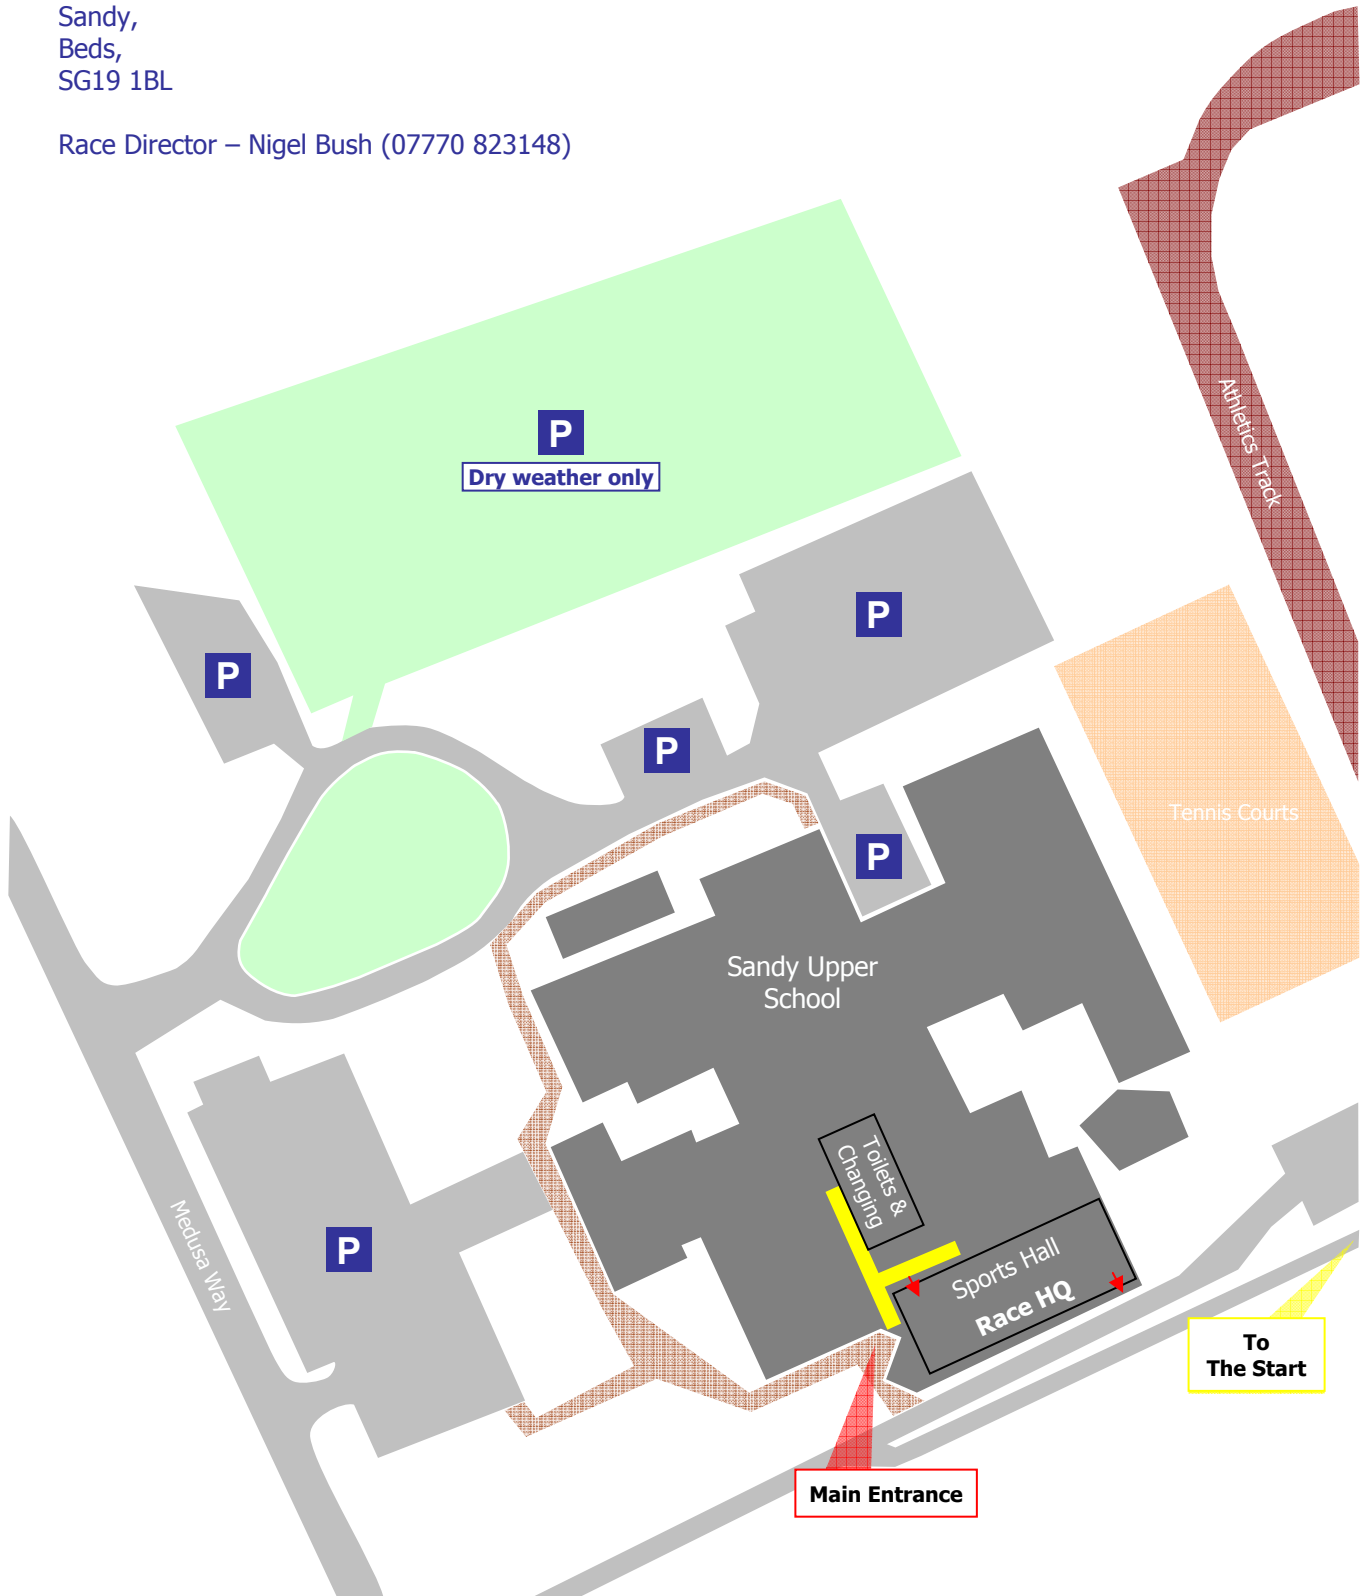 Sandy,
Beds,
SG19 1BL
Race Director – Nigel Bush (07770 823148)
P
Dry weather only
Athletics Track
P
P
P
Tennis Courts
P
Sandy Upper
School
Toilets &
Changing
Medusa Way
P
Sports Hall
Race HQ
To
The Start
Main Entrance